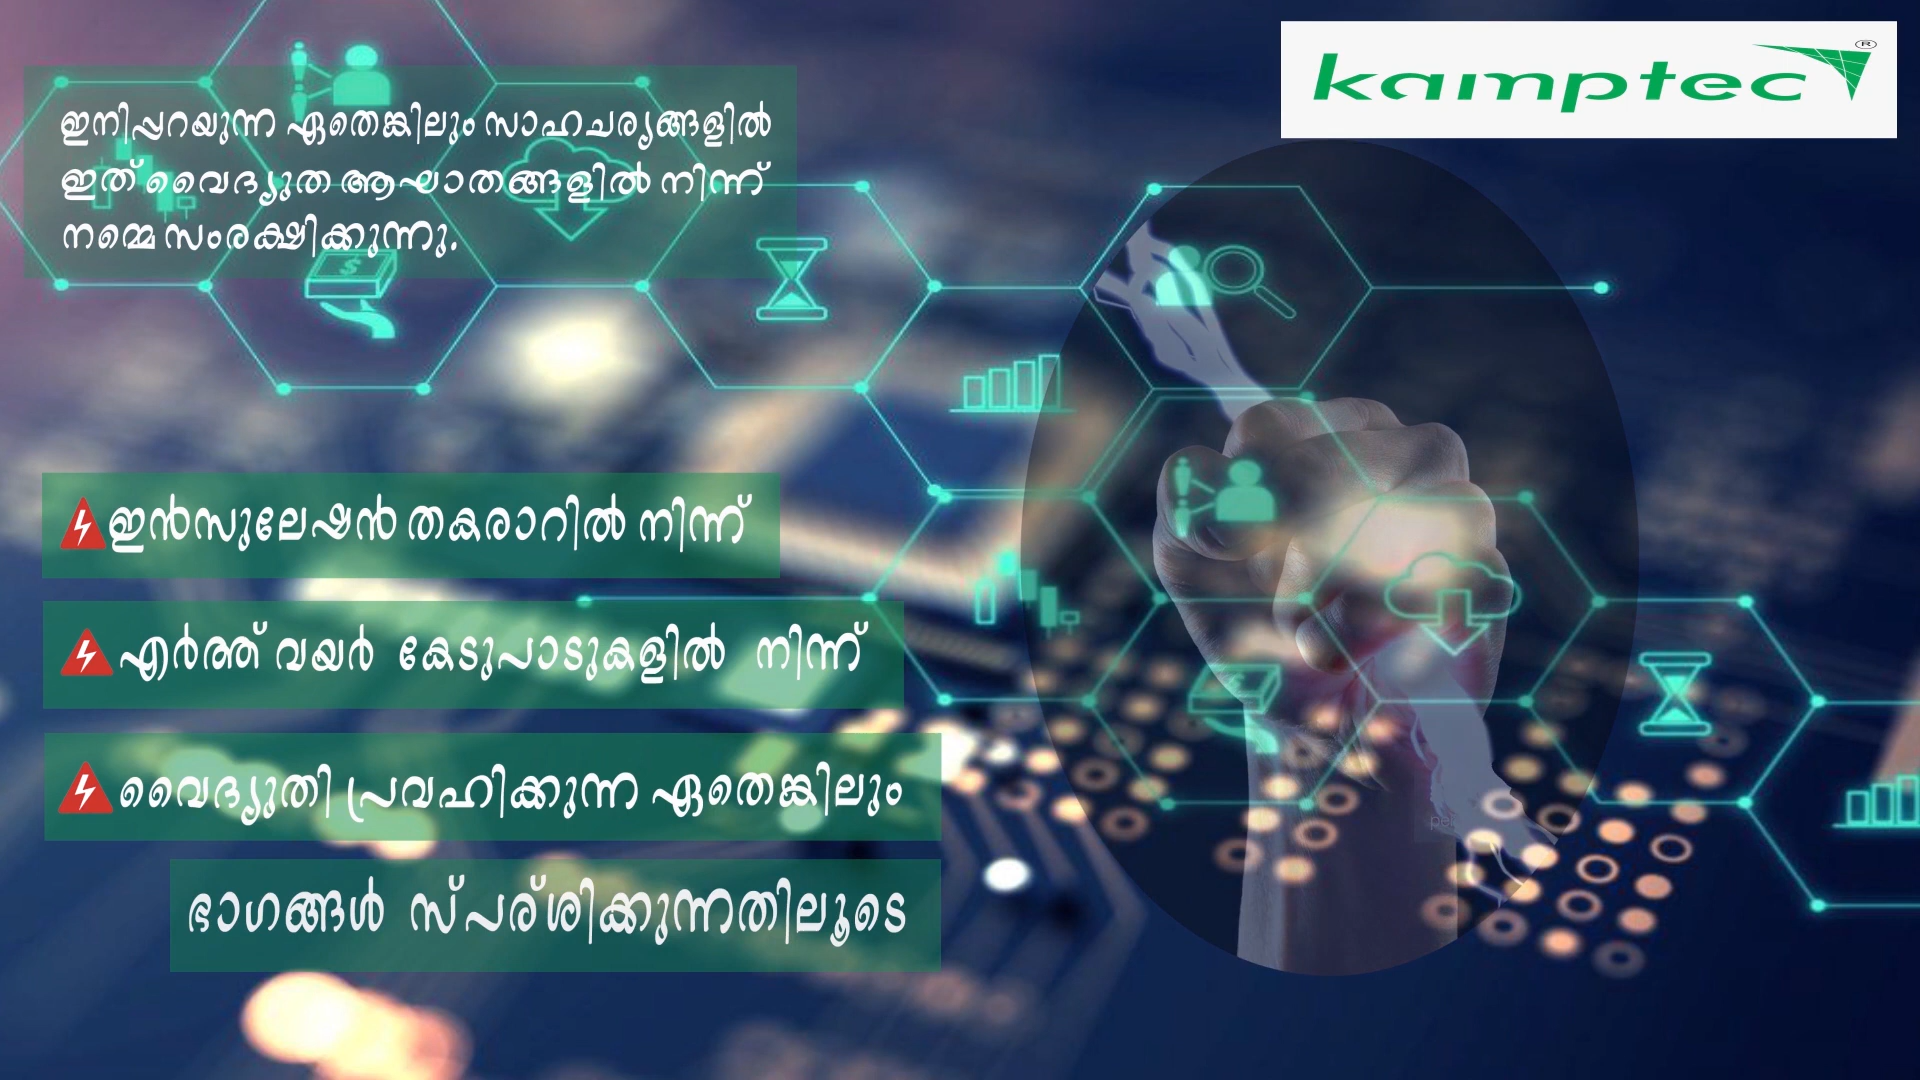 kamptec ®
ഇനിപ്പറയുന്ന ഏതെങ്കിലും സാഹചര്യങ്ങളിൽ
ഇത് വൈദ്യുത ആഘാതങ്ങളിൽ നിന്ന്
നമ്മെ സംരക്ഷിക്കുന്നു.
ഇൻസുലേഷൻ തകരാറിൽ നിന്ന്
എർത്ത് വയർ കേടുപാടുകളിൽ നിന്ന്
വൈദ്യുതി പ്രവഹിക്കുന്ന ഏതെങ്കിലും
ഭാഗങ്ങൾ സ്പര്ശിക്കുന്നതിലൂടെ